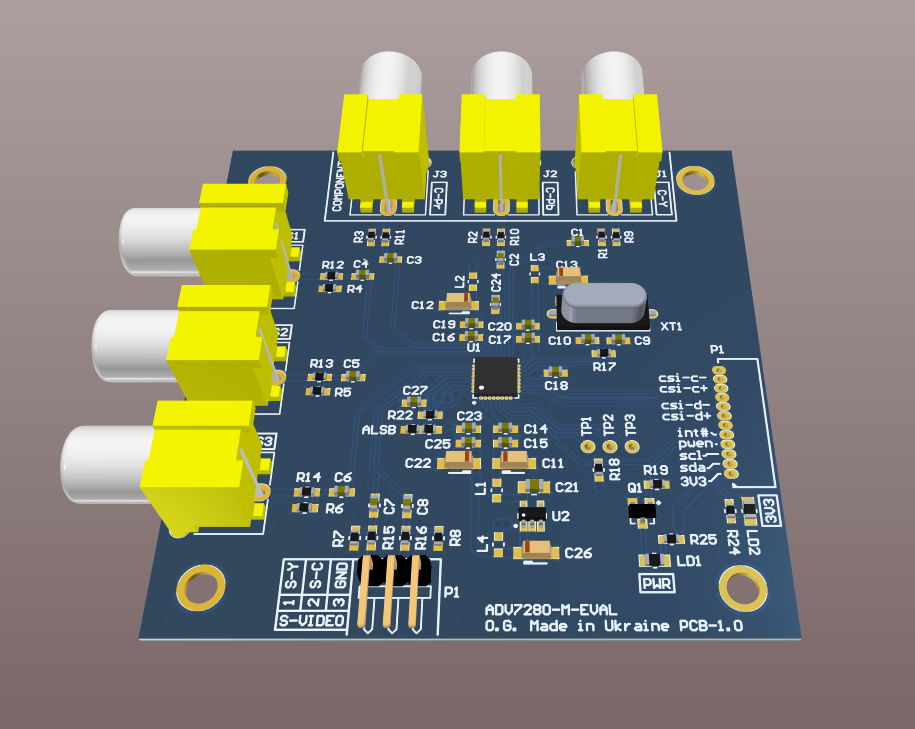 COMPONENT
J3
C-Pr
J2
C-Pb
J1
C-Y
R3
R11
C3
R2
R10
C2
C1
R1
R9
R12
C4
R4
L2
C24
L3
C13
C12
C19
C16
U1
C20
C17
XT1
C10
C9
R17
S2
R13
C5
R5
C18
P1
csi-c-
csi-c+
csi-d-
csi-d+
int#
pwen
scl
sda
3V3
C27
R22
ALSB
C23
C25
C22
C14
C15
C11
TP1
TP2
TP3
R18
R19
Q1
S3
R14
C6
R6
C7
C8
L1
C21
U2
R7
R15
R16
R8
L4
C26
R25
LD1
PWR
R24
LD2
3V3
1 S-Y
2 S-C
3 GND
S-VIDEO
P1
ADV7280-M-EVAL
O.G. Made in Ukraine PCB-1.0